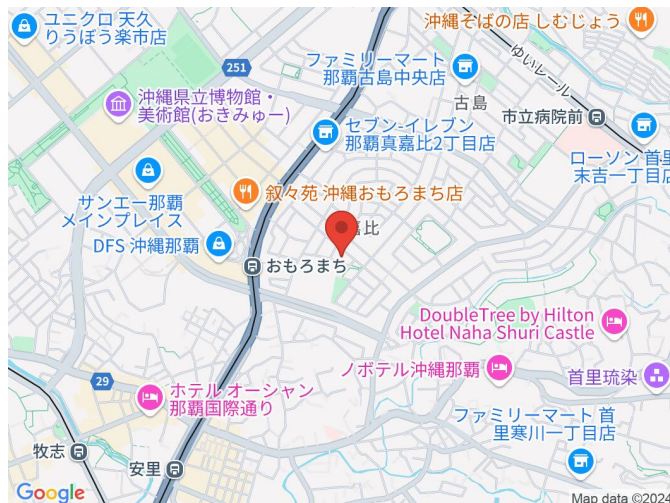 ユニクロ 天久
りうぼう楽市店
沖縄そばの店 しむじょう
ファミリーマート
那覇古島中央店
ゆいレール
251
古島
沖縄県立博物館・
美術館(おきみゅー)
市立病院前
セブン-イレブン
那覇真嘉比2丁目店
ローソン 首里
末吉一丁目店
サンエー那覇
メインプレイス
叙々苑 沖縄おもろまち店
嘉比
DFS 沖縄那覇
おもろまち
DoubleTree by Hilton
Hotel Naha Shuri Castle
ノボテル沖縄那覇
首里琉染
29
ホテル オーシャン
那覇国際通り
ファミリーマート 首
里寒川一丁目店
牧志
安里
Google
Map data ©2024